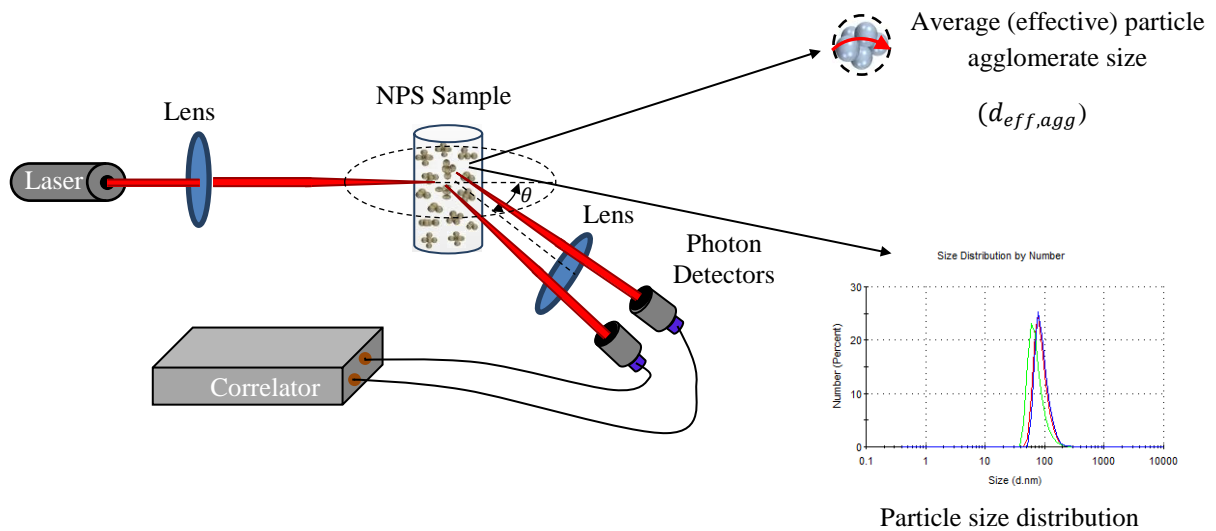 Average (effective) particle
agglomerate size
(d_{eff,agg})
NPS Sample
Lens
Laser
θ
Lens
Photon
Detectors
Correlator
Size Distribution by Number
Number (Percent)
30
20
10
0
0.1 1 10 100 1000 10000
Size (d.nm)
Particle size distribution